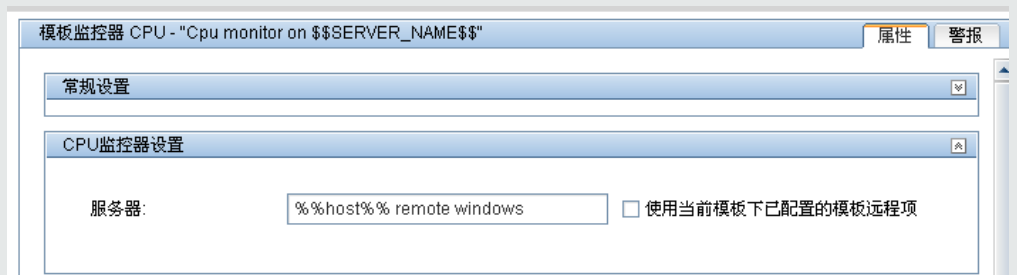 模板监控器 CPU - "Cpu monitor on $$SERVER_NAME$$" 属性 警报
常规设置
CPU监控器设置
服务器: %%host%% remote windows 使用当前模板下已配置的模板远程项